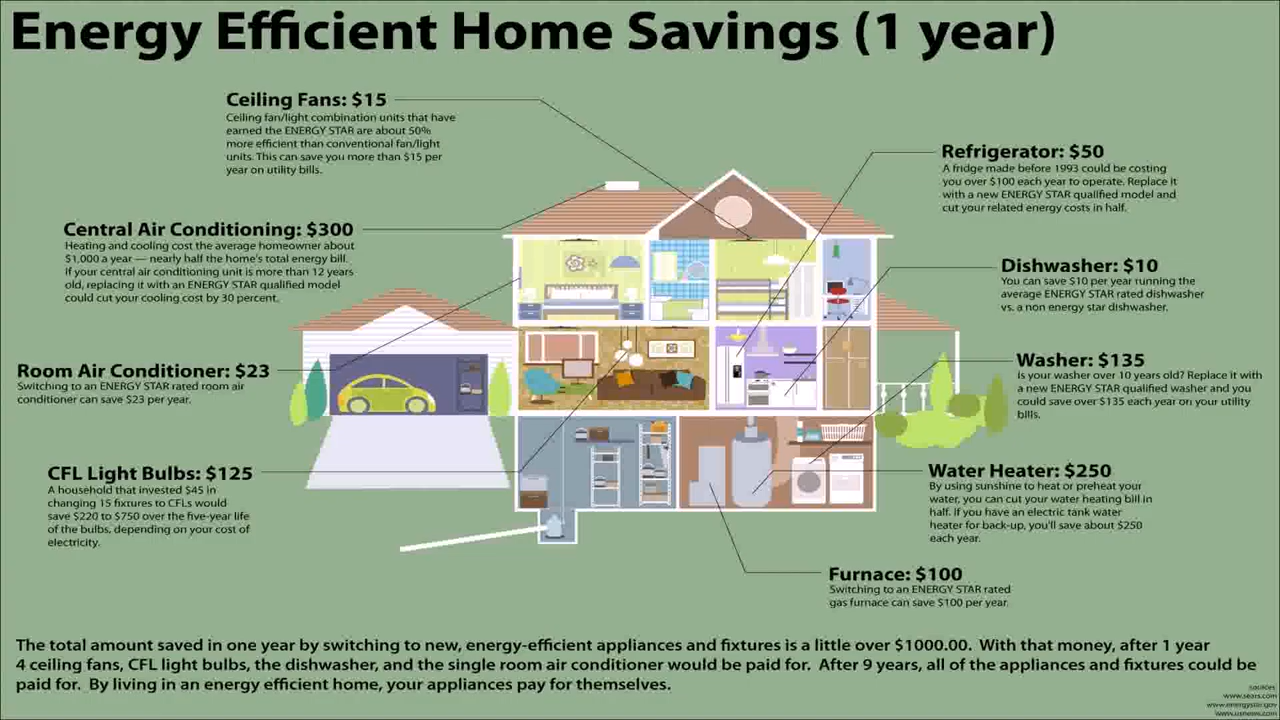 Energy Efficient Home Savings (1 year)
Ceiling Fans: $15
Ceiling fan/light combination units that have
earned the ENERGY STAR are about 50%
more efficient than conventional fan/light
units. This can save you more than $15 per
year on utility bills.
Refrigerator: $50
A fridge made before 1993 could be costing
you over $100 each year to operate. Replace it
with a new ENERGY STAR qualified model and
cut your related energy costs in half.
Central Air Conditioning: $300
Heating and cooling cost the average homeowner about
$1,000 a year — nearly half the home's total energy bill.
If your central air conditioning unit is more than 12 years
old, replacing it with an ENERGY STAR qualified model
could cut your cooling cost by 30 percent.
Dishwasher: $10
You can save $10 per year running the
average ENERGY STAR rated dishwasher
vs. a non energy star dishwasher.
Room Air Conditioner: $23
Switching to an ENERGY STAR rated room air
conditioner can save $23 per year.
Washer: $135
Is your washer over 10 years old? Replace it with
a new ENERGY STAR qualified washer and you
could save over $135 each year on your utility
bills.
CFL Light Bulbs: $125
A household that invested $45 in
changing 15 fixtures to CFLs would
save $220 to $750 over the five-year life
of the bulbs, depending on your cost of
electricity.
Water Heater: $250
By using sunshine to heat or preheat your
water, you can cut your water heating bill in
half. If you have an electric tank water
heater for back-up, you'll save about $250
each year.
Furnace: $100
Switching to an ENERGY STAR rated
gas furnace can save $100 per year.
The total amount saved in one year by switching to new, energy-efficient appliances and fixtures is a little over $1000.00. With that money, after 1 year
4 ceiling fans, CFL light bulbs, the dishwasher, and the single room air conditioner would be paid for. After 9 years, all of the appliances and fixtures could be
paid for. By living in an energy efficient home, your appliances pay for themselves.
sources:
www.sears.com
www.energystar.gov
www.usnews.com